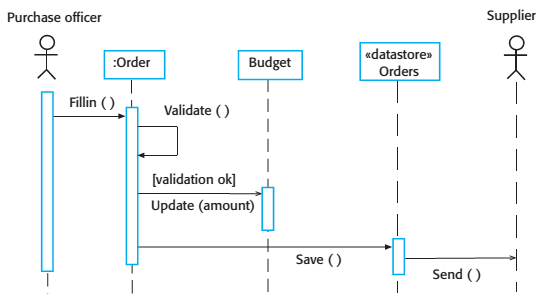 Purchase officer
Supplier
:Order
Budget
«datastore»
Orders
Fillin ( )
Validate ( )
[validation ok]
Update (amount)
Save ( )
Send ( )